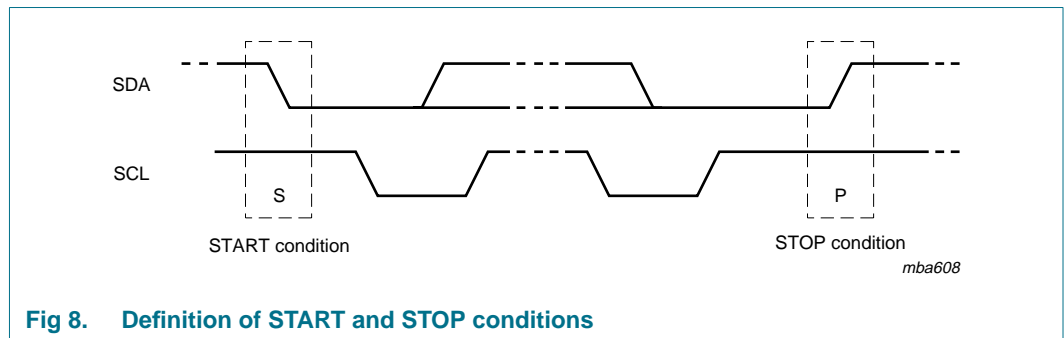 SDA
SCL
S
P
START condition
STOP condition
mba608
Fig 8. Definition of START and STOP conditions